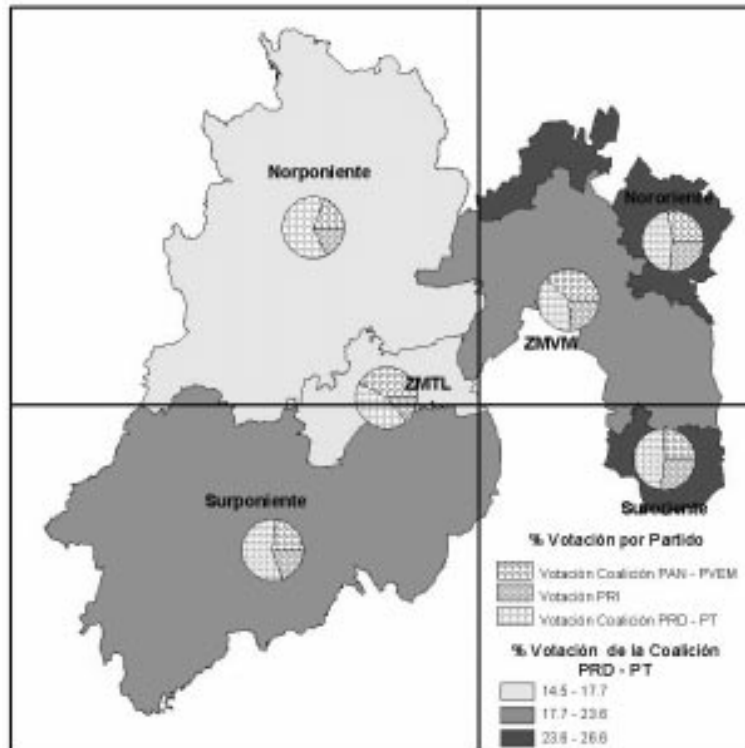 Norponiente
Nororiente
ZMVM
ZMTL
Surponiente
Suroriente
% Votación por Partido
Votación Coalición PAN - PVEM
Votación PRI
Votación Coalición PRD - PT
% Votación de la Coalición
PRD - PT
14.5 - 17.7
17.7 - 23.6
23.6 - 26.6